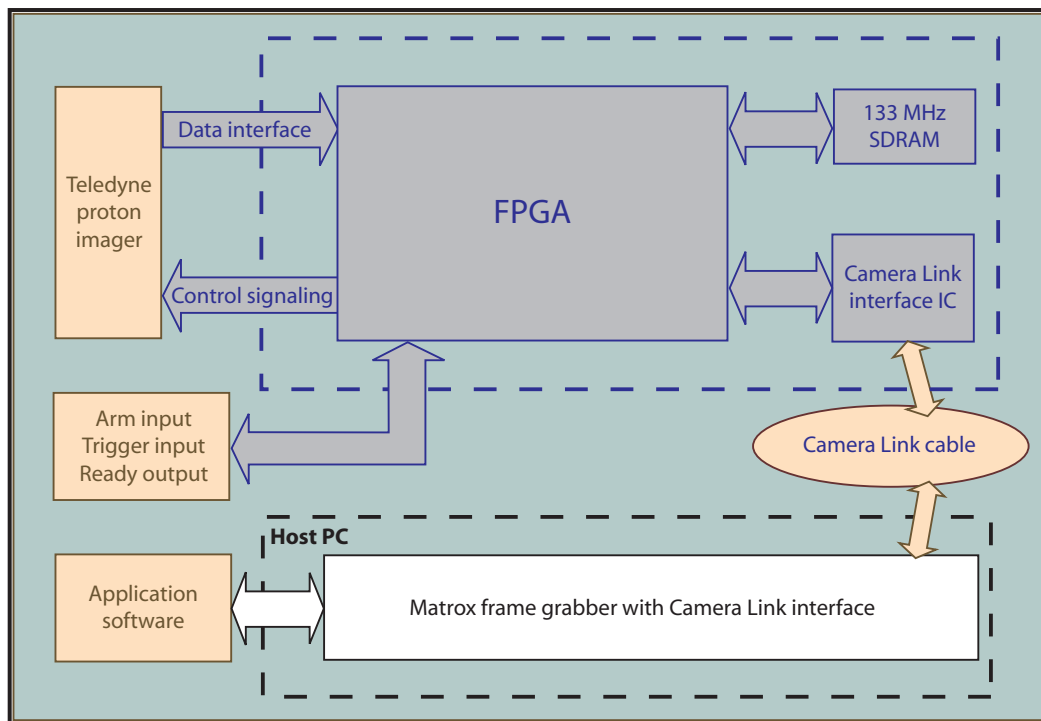 Data interface
133 MHz
SDRAM
Teledyne
proton
imager
FPGA
Control signaling
Camera Link
interface IC
Arm input
Trigger input
Ready output
Camera Link cable
Host PC
Application
software
Matrox frame grabber with Camera Link interface